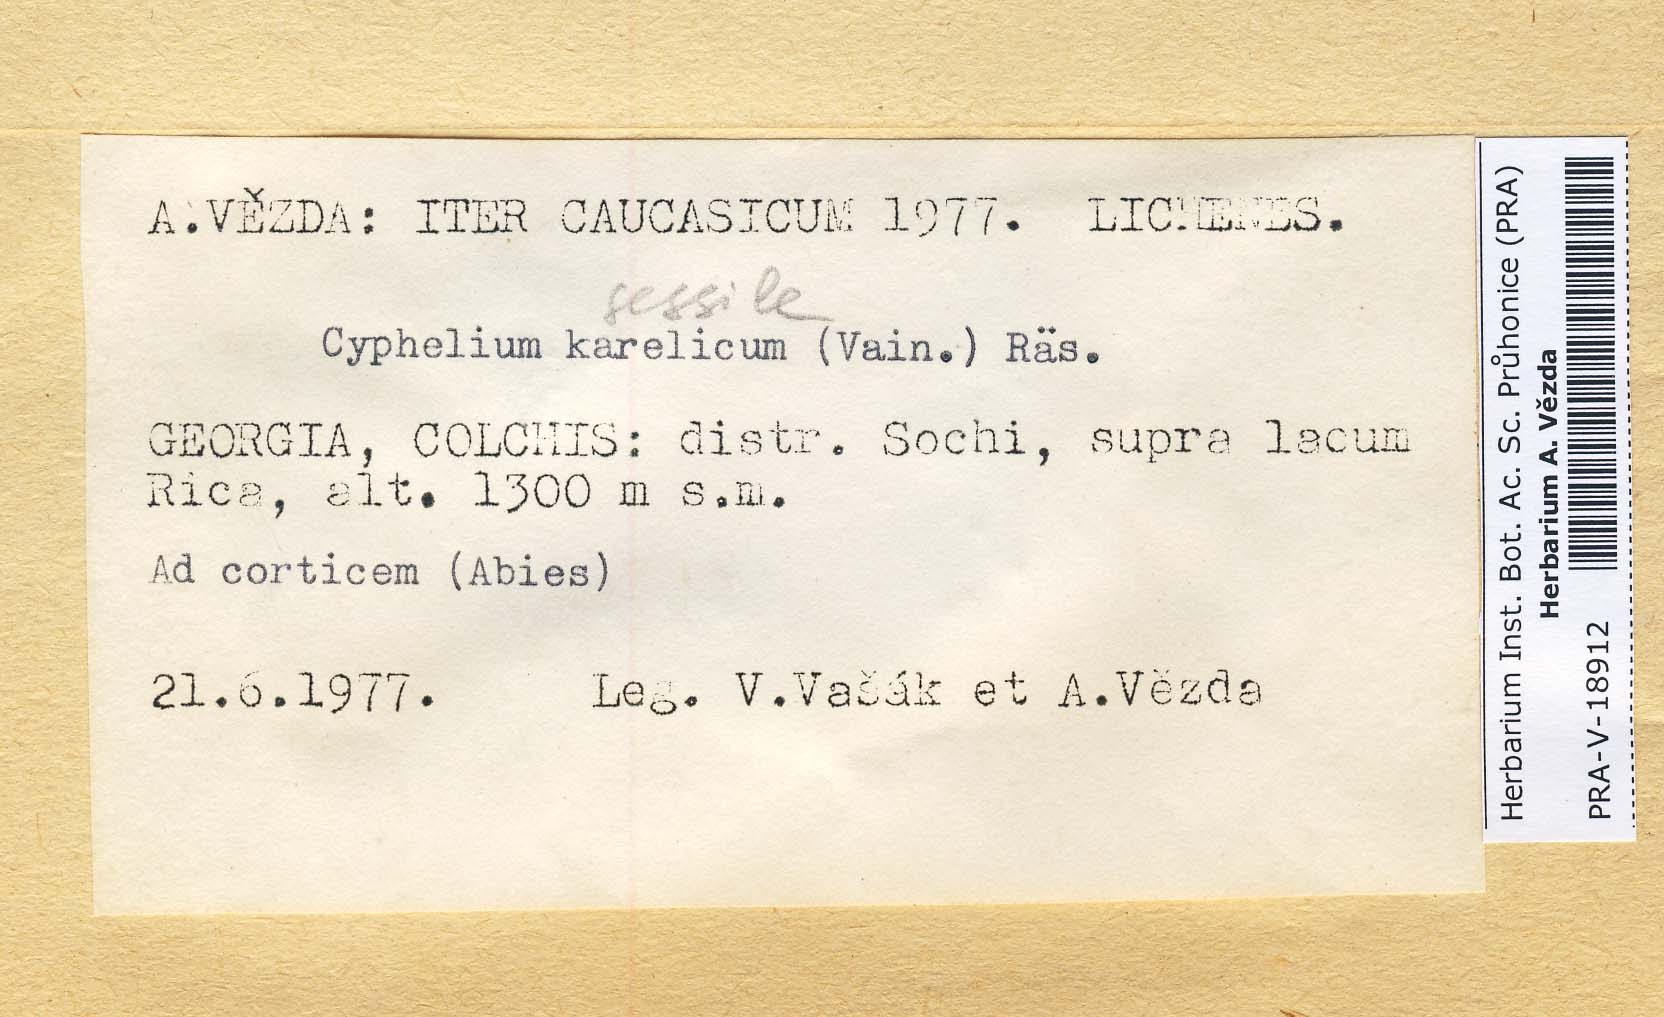 A.VĚZDA: ITER CAUCASICUM 1977. LICHENES.
sessile
Cyphelium karelicum (Vain.) Räs.
GEORGIA, COLCHIS: distr. Sochi, supra lacum
Rica, alt. 1300 m s.m.
Ad corticem (Abies)
21.6.1977. Leg. V.Vašák et A.Vězda
Herbarium Inst. Bot. Ac. Sc. Průhonice (PRA)
Herbarium A. Vězda
PRA-V-18912